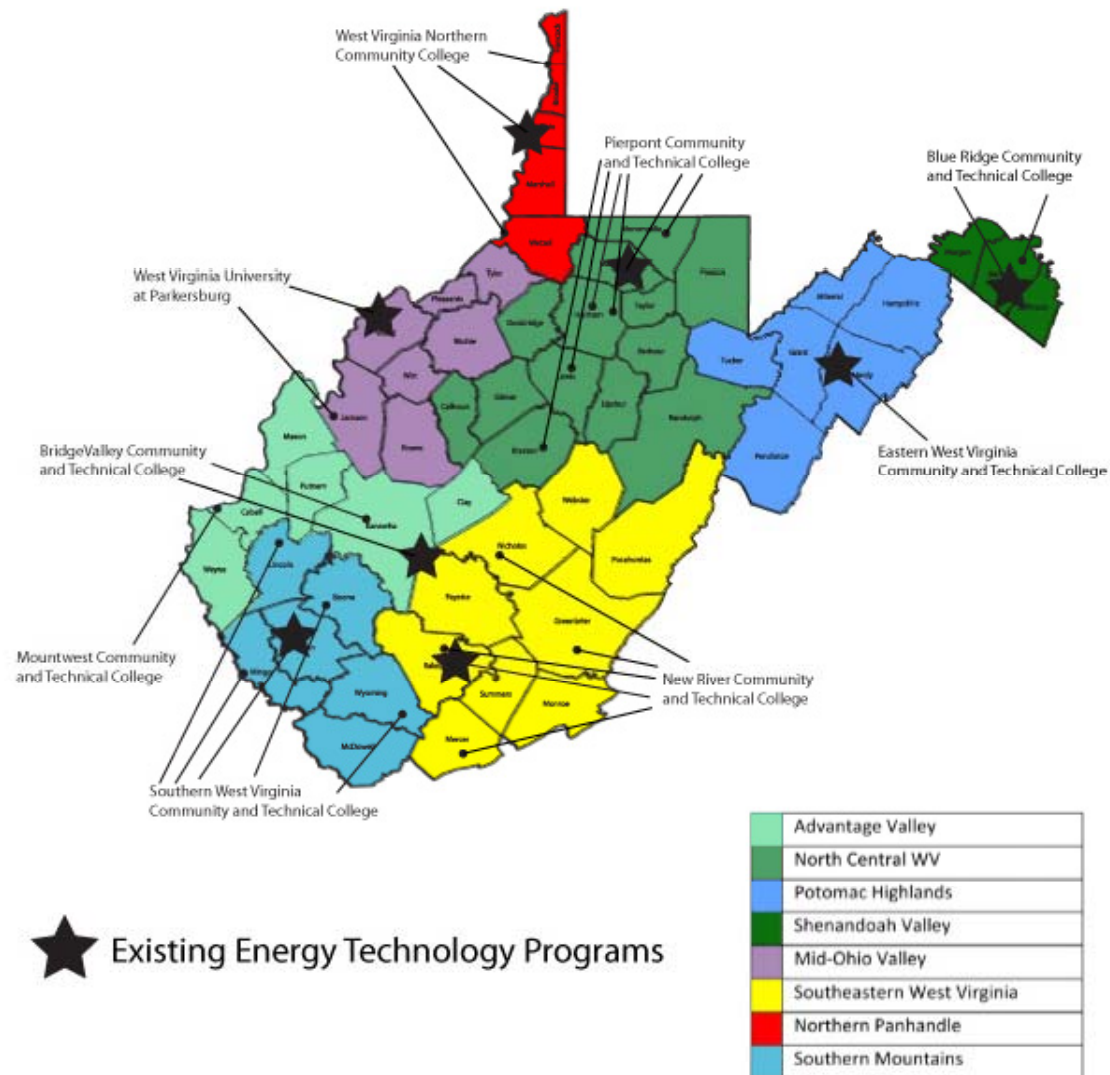 West Virginia Northern
Community College
Pierpont Community
and Technical College
Blue Ridge Community
and Technical College
West Virginia University
at Parkersburg
BridgeValley Community
and Technical College
Eastern West Virginia
Community and Technical College
Mountwest Community
and Technical College
New River Community
and Technical College
Southern West Virginia
Community and Technical College
Marshall
Wetzel
Tyler
Pleasants
Ritchie
Wirt
Jackson
Roane
Doddridge
Preston
Taylor
Barbour
Lewis
Upshur
Gilmer
Calhoun
Braxton
Randolph
Tucker
Mineral
Hampshire
Grant
Hardy
Pendleton
Morgan
Mason
Putnam
Cabell
Kanawha
Clay
Wayne
Lincoln
Boone
Mingo
Wyoming
McDowell
Webster
Nicholas
Pocahontas
Fayette
Greenbrier
Summers
Monroe
Mercer
Existing Energy Technology Programs
Advantage Valley
North Central WV
Potomac Highlands
Shenandoah Valley
Mid-Ohio Valley
Southeastern West Virginia
Northern Panhandle
Southern Mountains